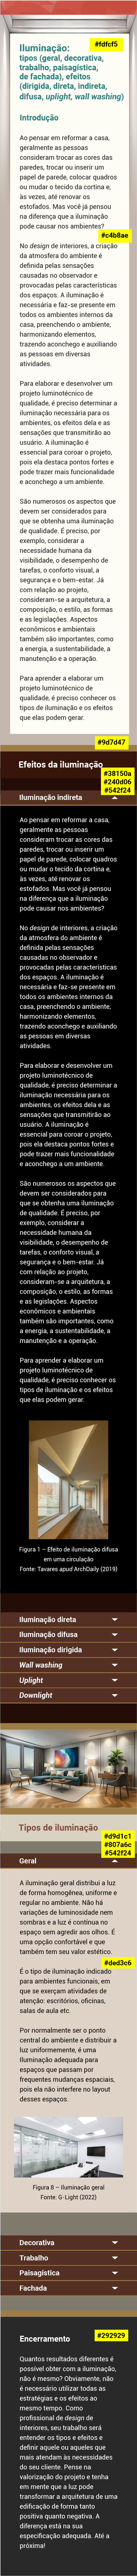 #fdfcf5
Iluminação:
tipos (geral, decorativa,
trabalho, paisagística,
de fachada), efeitos
(dirigida, direta, indireta,
difusa, uplight, wall washing)
Introdução
Ao pensar em reformar a casa,
geralmente as pessoas
consideram trocar as cores das
paredes, trocar ou inserir um
papel de parede, colocar quadros
ou mudar o tecido da cortina e,
às vezes, até renovar os
estofados. Mas você já pensou
na diferença que a iluminação
pode causar nos ambientes?
#c4b8ae
No design de interiores, a criação
da atmosfera do ambiente é
definida pelas sensações
causadas no observador e
provocadas pelas características
dos espaços. A iluminação é
necessária e faz-se presente em
todos os ambientes internos da
casa, preenchendo o ambiente,
harmonizando elementos,
trazendo aconchego e auxiliando
as pessoas em diversas
atividades.
Para elaborar e desenvolver um
projeto luminotécnico de
qualidade, é preciso determinar a
iluminação necessária para os
ambientes, os efeitos dela e as
sensações que transmitirão ao
usuário. A iluminação é
essencial para coroar o projeto,
pois ela destaca pontos fortes e
pode trazer mais funcionalidade
e aconchego a um ambiente.
São numerosos os aspectos que
devem ser considerados para
que se obtenha uma iluminação
de qualidade. É preciso, por
exemplo, considerar a
necessidade humana da
visibilidade, o desempenho de
tarefas, o conforto visual, a
segurança e o bem-estar. Já
com relação ao projeto,
consideram-se a arquitetura, a
composição, o estilo, as formas
e as legislações. Aspectos
econômicos e ambientais
também são importantes, como
a energia, a sustentabilidade, a
manutenção e a operação.
Para adentrar a elaborar um
projeto luminotécnico de
qualidade, é preciso conhecer os
tipos de iluminação e os efeitos
que elas podem gerar.
#9d7d47
Efeitos da iluminação
#38150a
#240d06
#542f24
Iluminação indireta
Ao pensar em reformar a casa,
geralmente as pessoas
consideram trocar as cores das
paredes, trocar ou inserir um
papel de parede, colocar quadros
ou mudar o tecido da cortina e,
às vezes, até renovar os
estofados. Mas você já pensou
na diferença que a iluminação
pode causar nos ambientes?
No design de interiores, a criação
da atmosfera do ambiente é
definida pelas sensações
causadas no observador e
provocadas pelas características
dos espaços. A iluminação é
necessária e faz-se presente em
todos os ambientes internos da
casa, preenchendo o ambiente,
harmonizando elementos,
trazendo aconchego e auxiliando
as pessoas em diversas
atividades.
Para elaborar e desenvolver um
projeto luminotécnico de
qualidade, é preciso determinar a
iluminação necessária para os
ambientes, os efeitos dela e as
sensações que transmitirão ao
usuário. A iluminação é
essencial para coroar o projeto,
pois ela destaca pontos fortes e
pode trazer mais funcionalidade
e aconchego a um ambiente.
São numerosos os aspectos que
devem ser considerados para
que se obtenha uma iluminação
de qualidade. É preciso, por
exemplo, considerar a
necessidade humana da
visibilidade, o desempenho de
tarefas, o conforto visual, a
segurança e o bem-estar. Já
com relação ao projeto,
consideram-se a arquitetura, a
composição, o estilo, as formas
e as legislações. Aspectos
econômicos e ambientais
também são importantes, como
a energia, a sustentabilidade, a
manutenção e a operação.
Para aprender a elaborar um
projeto luminotécnico de
qualidade, é preciso conhecer os
tipos de iluminação e os efeitos
que elas podem gerar.
Figura 1 – Efeito de iluminação difusa
em uma circulação
Fonte: Tavares apud ArchDaily (2019)
Iluminação direta
Iluminação difusa
Iluminação dirigida
Wall washing
Uplight
Downlight
Tipos de iluminação
#d9d1c1
#807a6c
#542f24
Geral
A iluminação geral distribui a luz
de forma homogênea, uniforme e
regular no ambiente. Não há
variações de luminosidade nem
sombras e a luz é contínua no
espaço sem agredir aos olhos. É
uma opção confortável e que
também tem seu valor estético.
#ded3c6
É o tipo de iluminação indicado
para ambientes funcionais, em
que se exerçam atividades de
atenção: escritórios, oficinas,
salas de aula etc.
Por normalmente ser o ponto
central do ambiente e distribuir a
luz uniformemente, é uma
iluminação adequada para
espaços que passam por
frequentes mudanças espaciais,
pois ela não interfere no layout
desses espaços.
Figura 8 – Iluminação geral
Fonte: G-Light (2022)
Decorativa
Trabalho
Paisagística
Fachada
#292929
Encerramento
Quantos resultados diferentes é
possível obter com a iluminação,
não é mesmo? Obviamente, não
é necessário utilizar todas as
estratégias e os efeitos ao
mesmo tempo. Como
profissional de design de
interiores, seu trabalho será
entender os tipos e efeitos e
definir aquele ou aqueles que
mais atendam às necessidades
do seu cliente. Pense na
valorização do projeto e tenha
em mente que a luz pode
transformar a arquitetura de uma
edificação de forma tanto
positiva quanto negativa. A
diferença está na sua
especificação adequada. Até a
próxima!